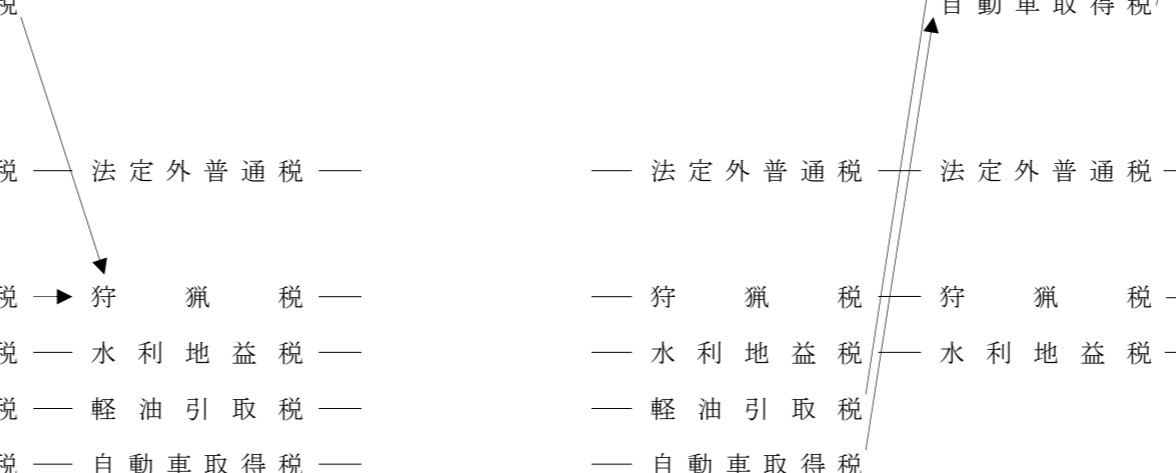 税 自動車取得税
税 法定外普通税 法定外普通税 法定外普通税
税 狩猟税 狩猟税 狩猟税
税 水利地益税 水利地益税 水利地益税
税 軽油引取税 軽油引取税
税 自動車取得税 自動車取得税